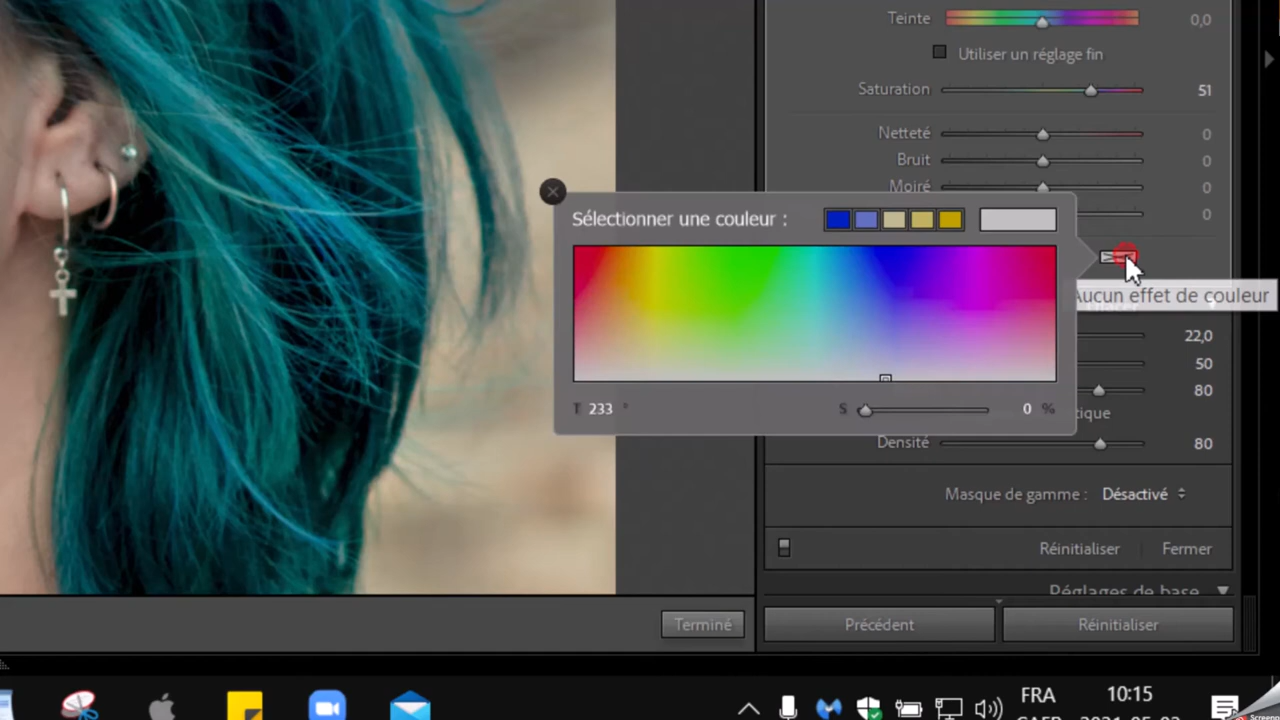 Teinte 0,0
Utiliser un réglage fin
Saturation 51
Netteté 0
Bruit 0
Moiré 0
0
Sélectionner une couleur :
Aucun effet de couleur
22,0
50
80
T 233 ° S 0 %
tique
Densité 80
Masque de gamme : Désactivé
Réinitialiser Fermer
Réglages de base
Terminé Précédent Réinitialiser
FRA 10:15